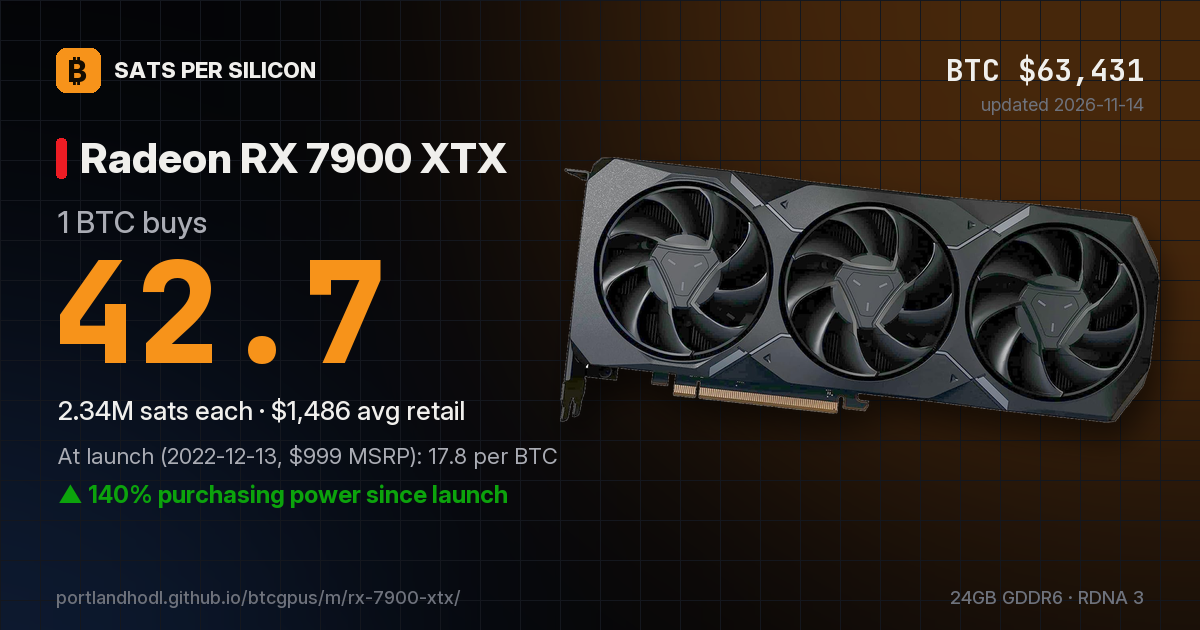 ₿ SATS PER SILICON
BTC $63,431
updated 2026-11-14
Radeon RX 7900 XTX
1 BTC buys
42.7
2.34M sats each · $1,486 avg retail
At launch (2022-12-13, $999 MSRP): 17.8 per BTC
▲ 140% purchasing power since launch
portlandhodl.github.io/btcgpus/m/rx-7900-xtx/
24GB GDDR6 · RDNA 3